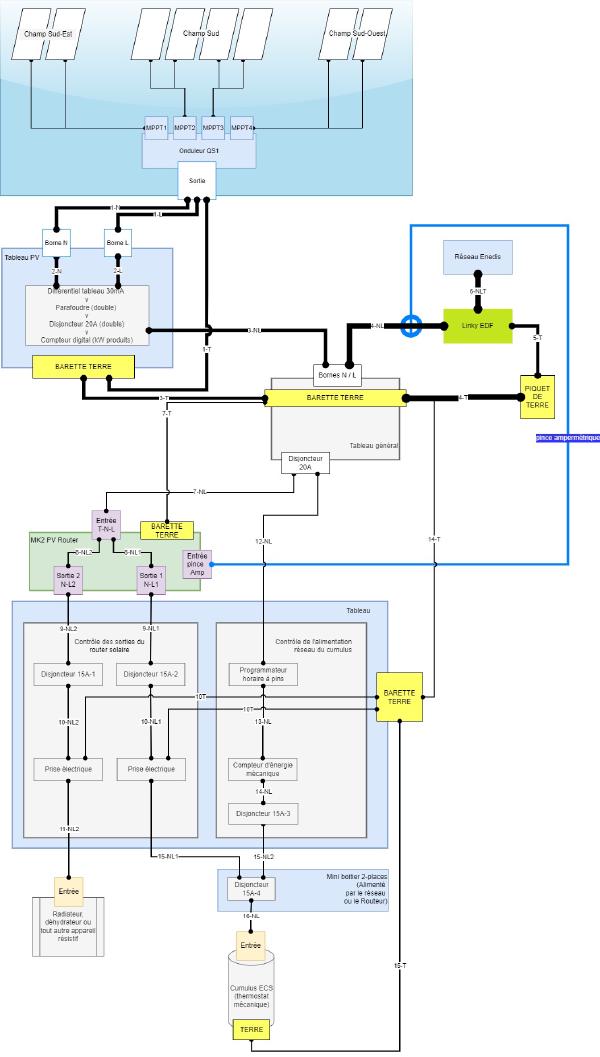 Champ Sud-Est
Champ Sud
Champ Sud-Ouest
MPPT1
MPPT2
MPPT3
MPPT4
Onduleur QS1
Sortie
1-N
1-L
Borne N
Borne L
Tableau PV
2-N
2-L
Différentiel tableau 30mA
v
Parafoudre (double)
v
Disjoncteur 20A (double)
v
Compteur digital (kW produits)
BARETTE TERRE
1-T
3-NL
4-NL
Réseau Enedis
6-NLT
Linky EDF
5-T
PIQUET
DE
TERRE
pince ampermétrique
Bornes N / L
BARETTE TERRE
4-T
3-T
7-T
Tableau général
Disjoncteur
20A
7-NL
Entrée
T-N-L
BARETTE
TERRE
MK2 PV Router
8-NL2
8-NL1
Entrée
pince
Amp
Sortie 2
N-L2
Sortie 1
N-L1
12-NL
14-T
Tableau
9-NL2
9-NL1
Contrôle des sorties du
router solaire
Contrôle de l'alimentation
réseau du cumulus
Disjoncteur 15A-1
Disjoncteur 15A-2
Programmateur
horaire à pins
BARETTE
TERRE
10T
10T
10-NL2
10-NL1
13-NL
Prise électrique
Prise électrique
Compteur d'énergie
mécanique
14-NL
Disjoncteur 15A-3
11-NL2
15-NL1
15-NL2
Mini boitier 2-places
(Alimenté
par le réseau
ou le Routeur)
Disjoncteur
15A-4
Entrée
Radiateur,
déhydrateur ou
tout autre appareil
résistif
16-NL
Entrée
Cumulus ECS
(thermostat
mécanique)
TERRE
15-T